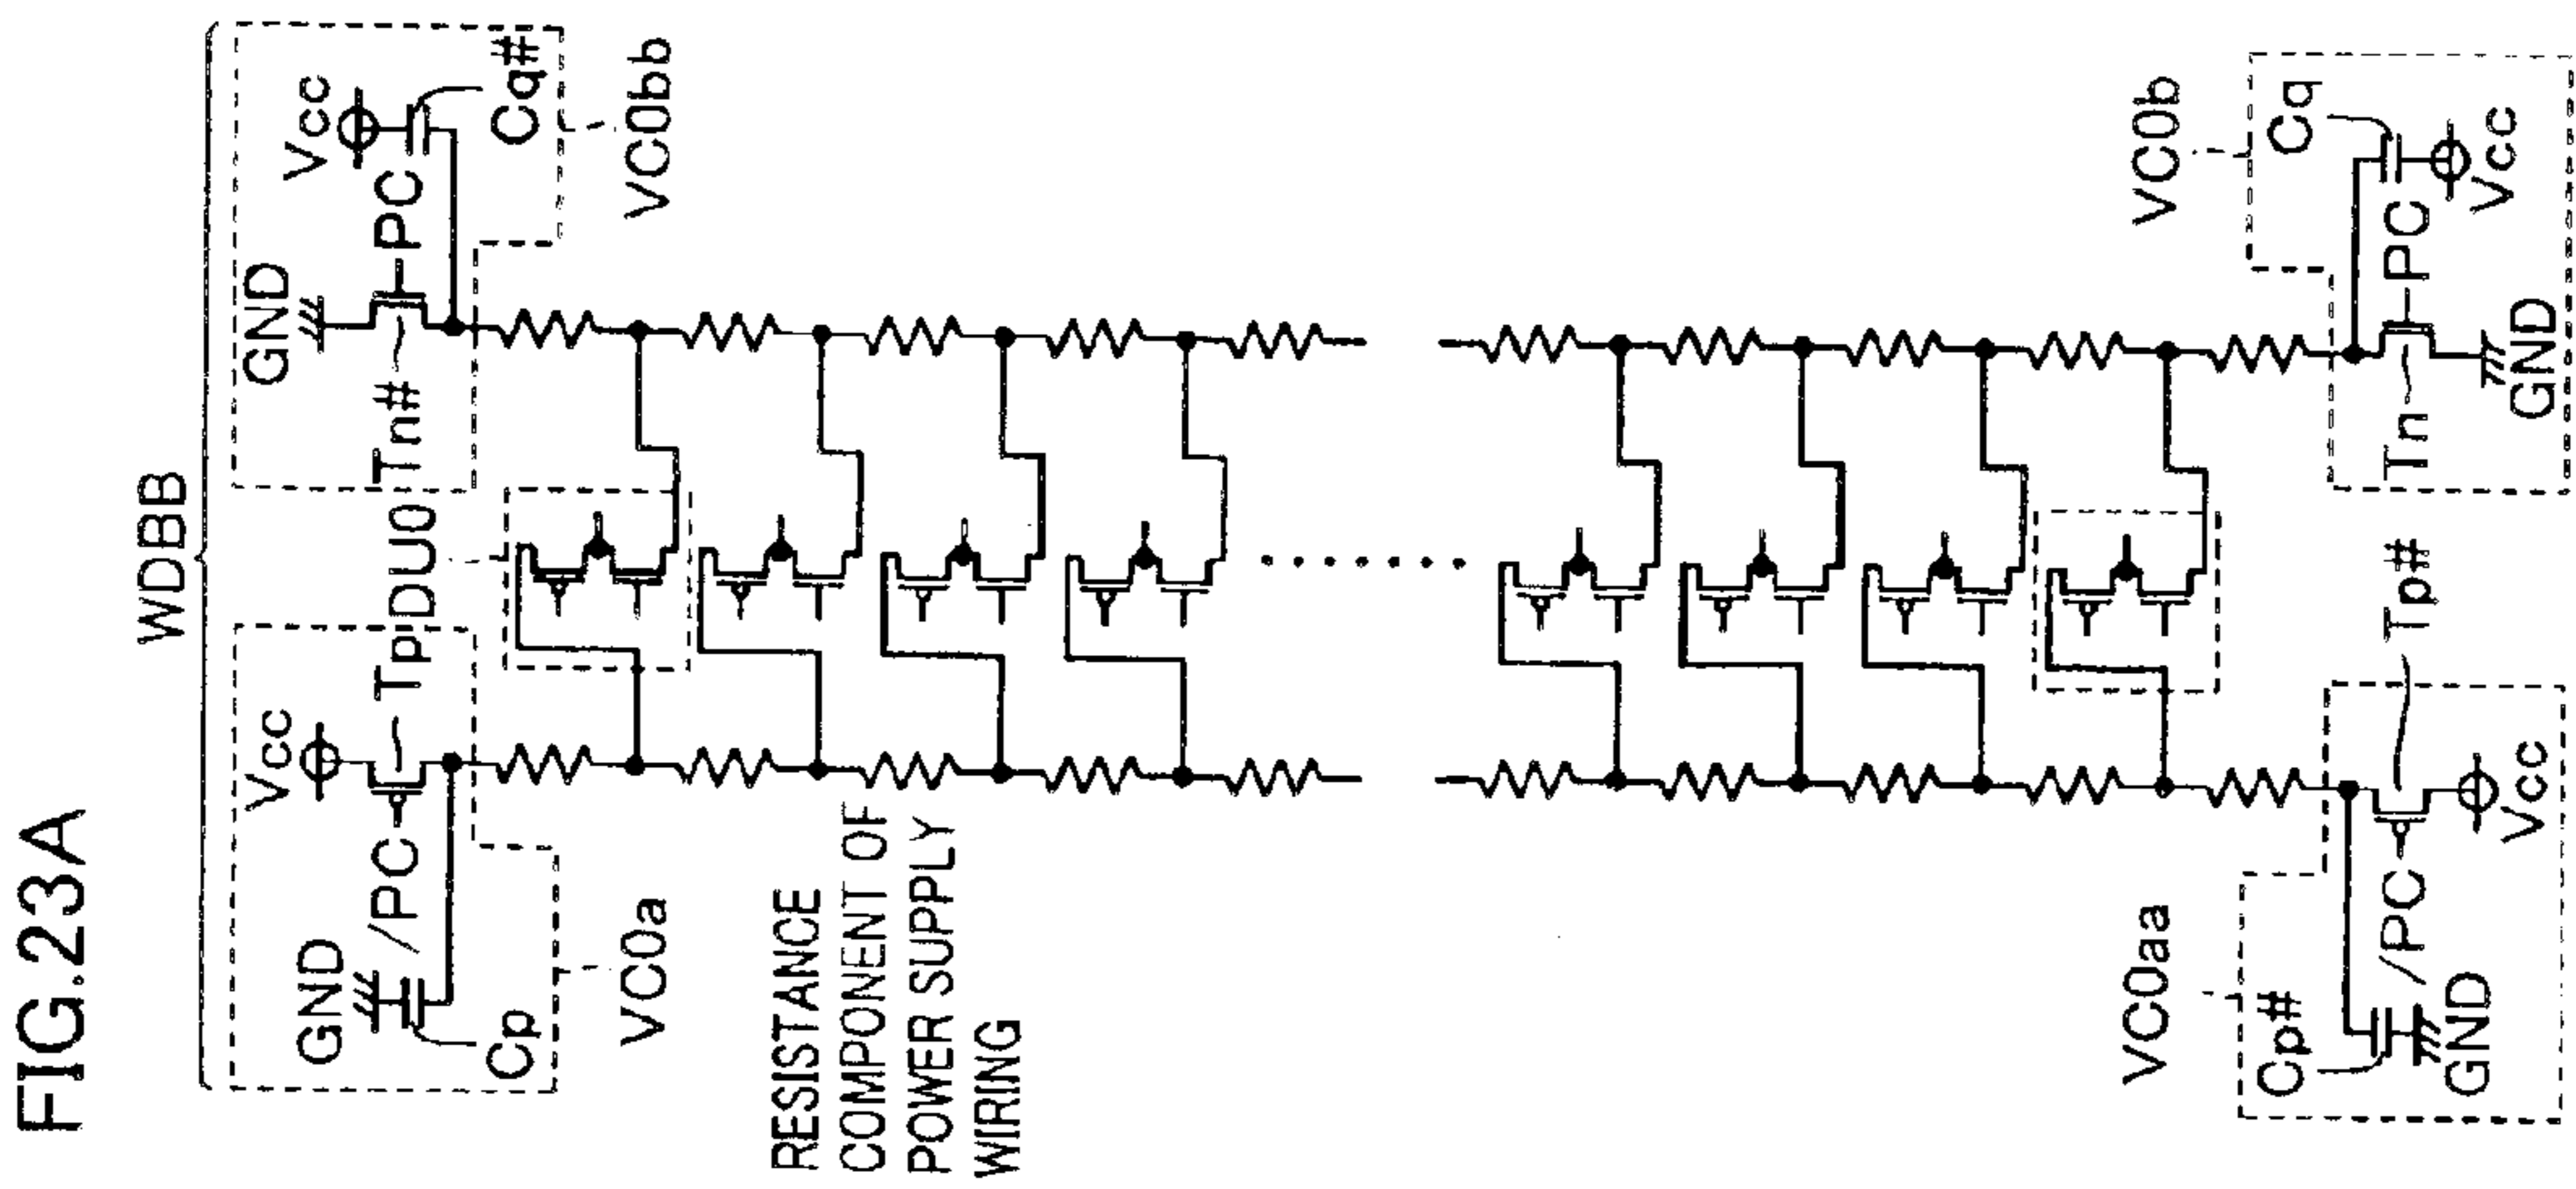 FIG.23A
WDBB
Vcc
GND
/PC
Tp
Cp
VC0a
DU0
GND
Vcc
PC
Tn#
Cq#
VC0bb
RESISTANCE
COMPONENT OF
POWER SUPPLY
WIRING
VC0aa
Cp#
/PC
GND
Tp#
Vcc
VC0b
Cq
PC
Vcc
Tn
GND